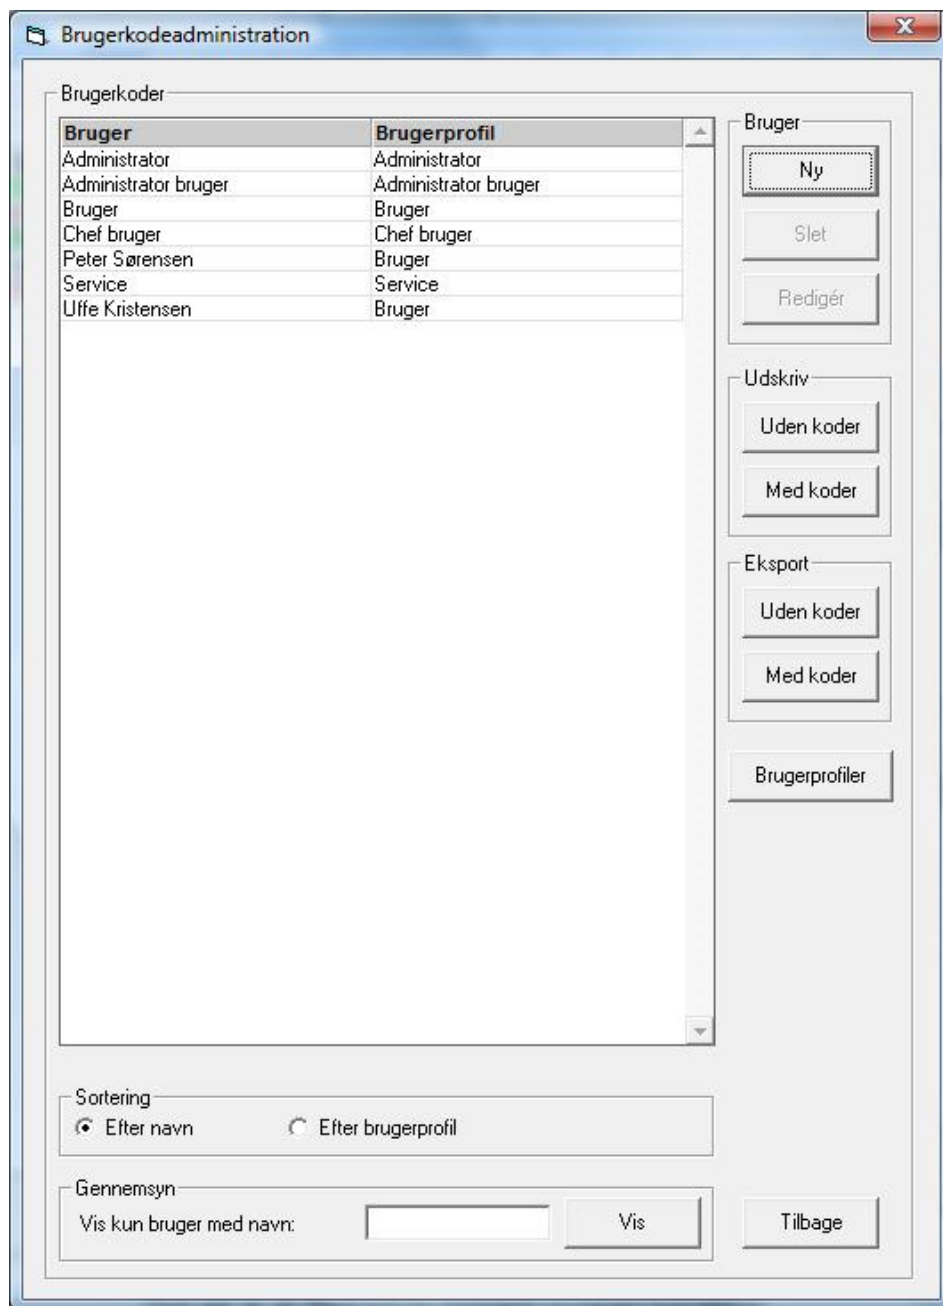 Brugerkodeadministration
Brugerkoder
Bruger Brugerprofil
Administrator Administrator
Administrator bruger Administrator bruger
Bruger Bruger
Chef bruger Chef bruger
Peter Sørensen Bruger
Service Service
Uffe Kristensen Bruger
Bruger
Ny
Slet
Redigér
Udskriv
Uden koder
Med koder
Eksport
Uden koder
Med koder
Brugerprofiler
Sortering
Efter navn Efter brugerprofil
Gennemsyn
Vis kun bruger med navn: Vis
Tilbage